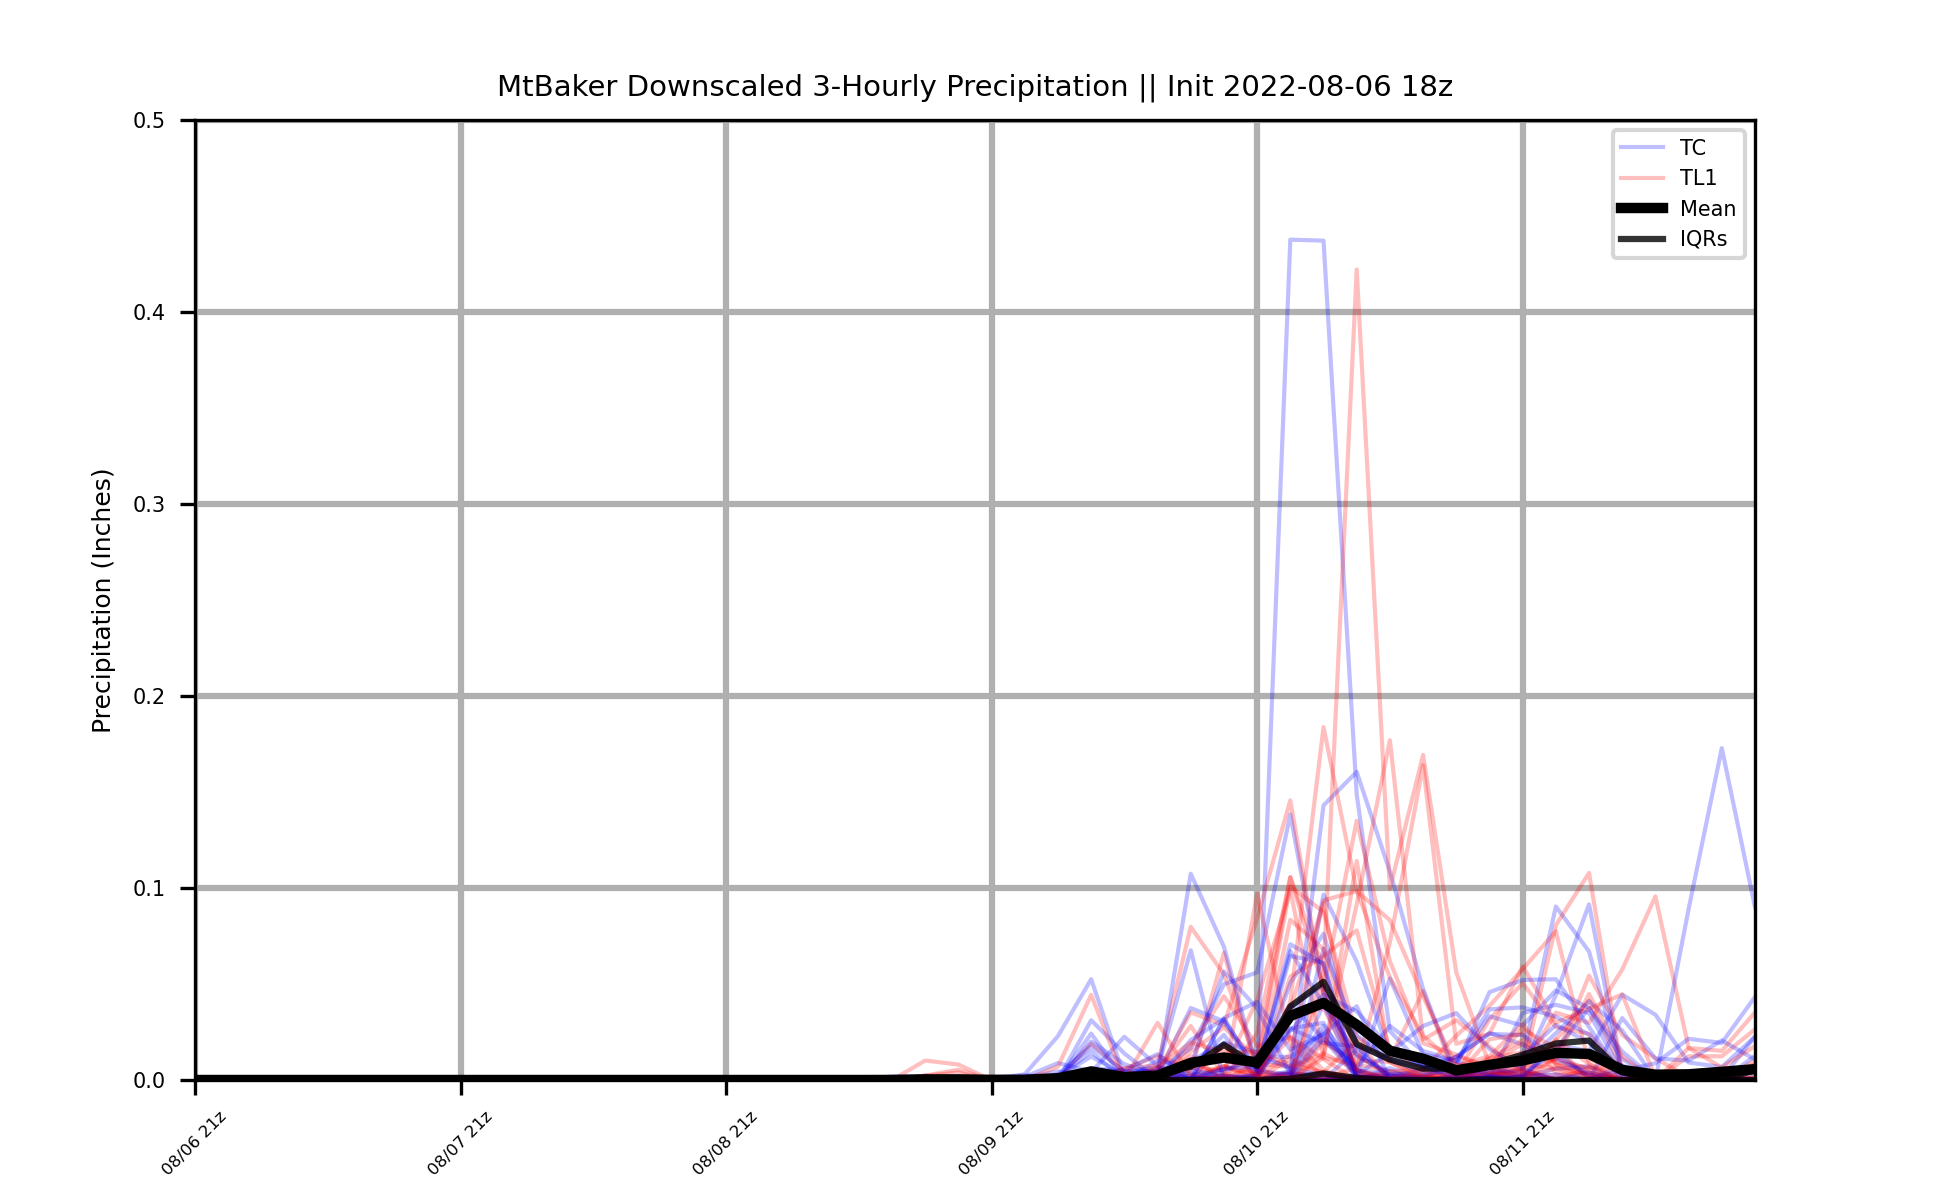 MtBaker Downscaled 3-Hourly Precipitation || Init 2022-08-06 18z
TC
TL1
Mean
IQRs
Precipitation (Inches)
0.5
0.4
0.3
0.2
0.1
0.0
08/06 21z
08/07 21z
08/08 21z
08/09 21z
08/10 21z
08/11 21z